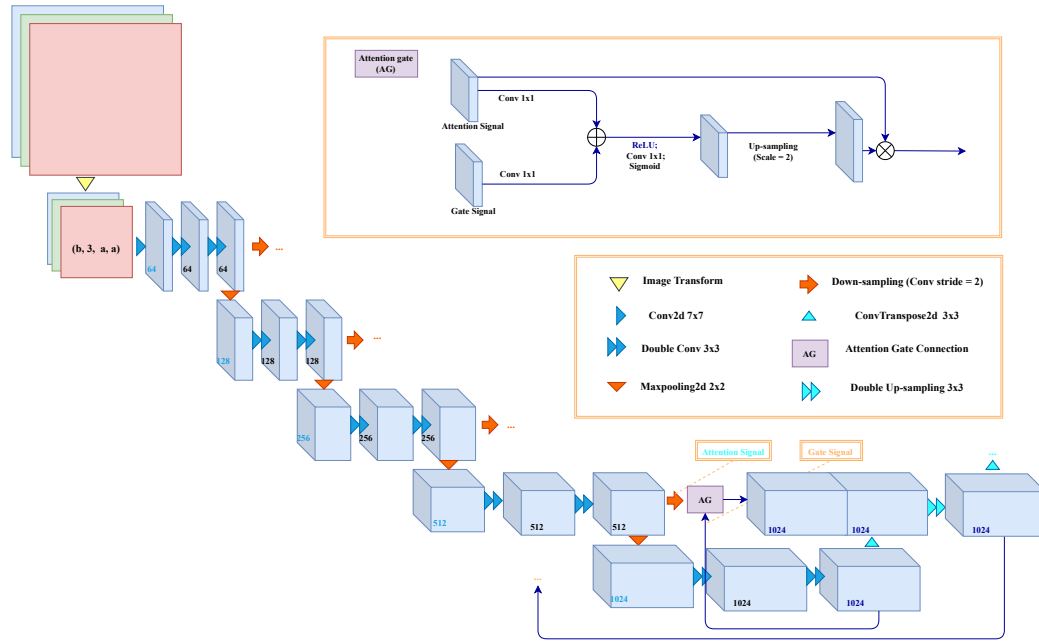 Attention gate
(AG)
Conv 1x1
Attention Signal
ReLU;
Conv 1x1;
Sigmoid
Up-sampling
(Scale = 2)
Conv 1x1
Gate Signal
(b, 3, a, a)
64
64
64
...
128
128
128
...
256
256
256
...
512
512
512
1024
1024
1024
Image Transform
Conv2d 7x7
Double Conv 3x3
Maxpooling2d 2x2
Down-sampling (Conv stride = 2)
ConvTranspose2d 3x3
AG
Attention Gate Connection
Double Up-sampling 3x3
Attention Signal
Gate Signal
AG
1024
1024
1024
...
...